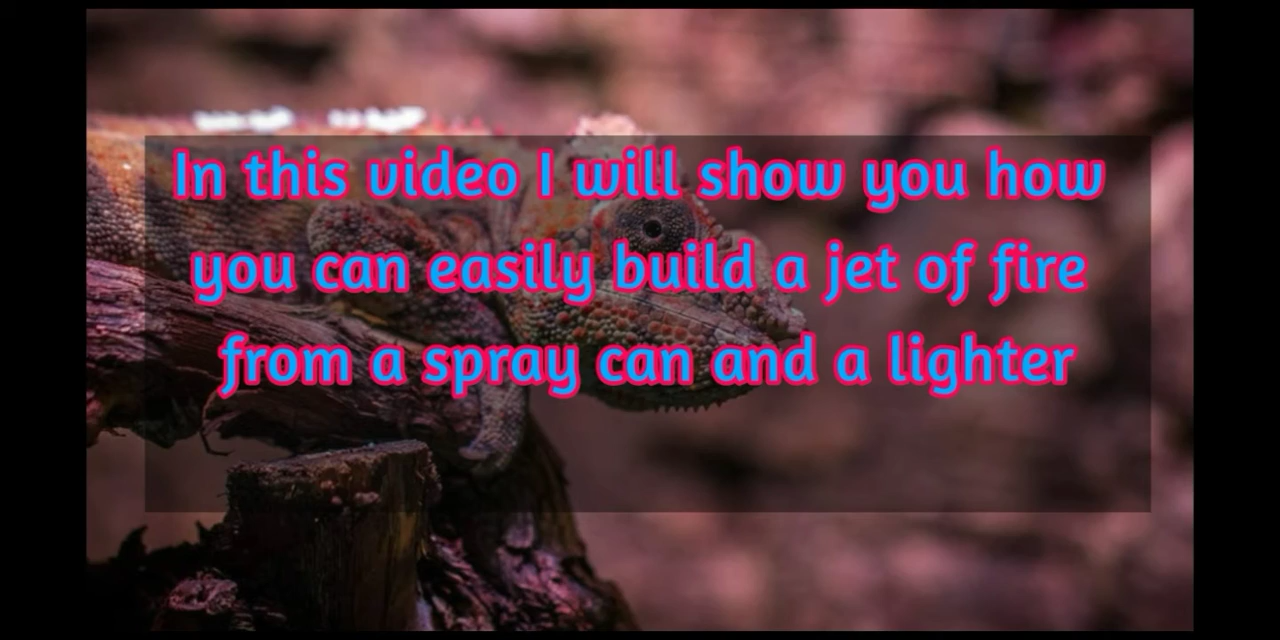 In this video I will show you how
you can easily build a jet of fire
from a spray can and a lighter